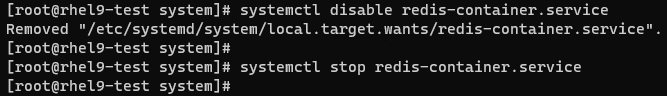 [root@rhel9-test system]# systemctl disable redis-container.service
Removed "/etc/systemd/system/local.target.wants/redis-container.service".
[root@rhel9-test system]#
[root@rhel9-test system]# systemctl stop redis-container.service
[root@rhel9-test system]#